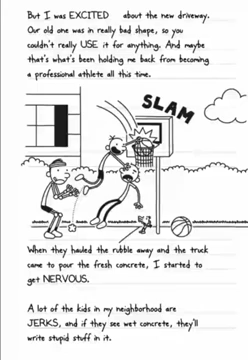 But I was EXCITED about the new driveway.
Our old one was in really bad shape, so you
couldn't really USE it for anything. And maybe
that's what's been holding me back from becoming
a professional athlete all this time.
SLAM
When they hauled the rubble away and the truck
came to pour the fresh concrete, I started to
get NERVOUS.
A lot of the kids in my neighborhood are
JERKS, and if they see wet concrete, they'll
write stupid stuff in it.